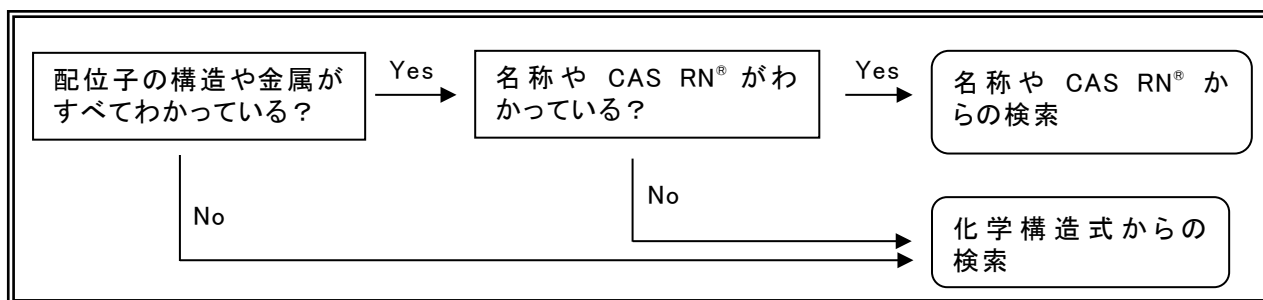 配位子の構造や金属が
すべてわかっている？
Yes
名称や CAS RN® がわ
かっている？
Yes
名称や CAS RN® か
らの検索
No
No
化学構造式からの
検索